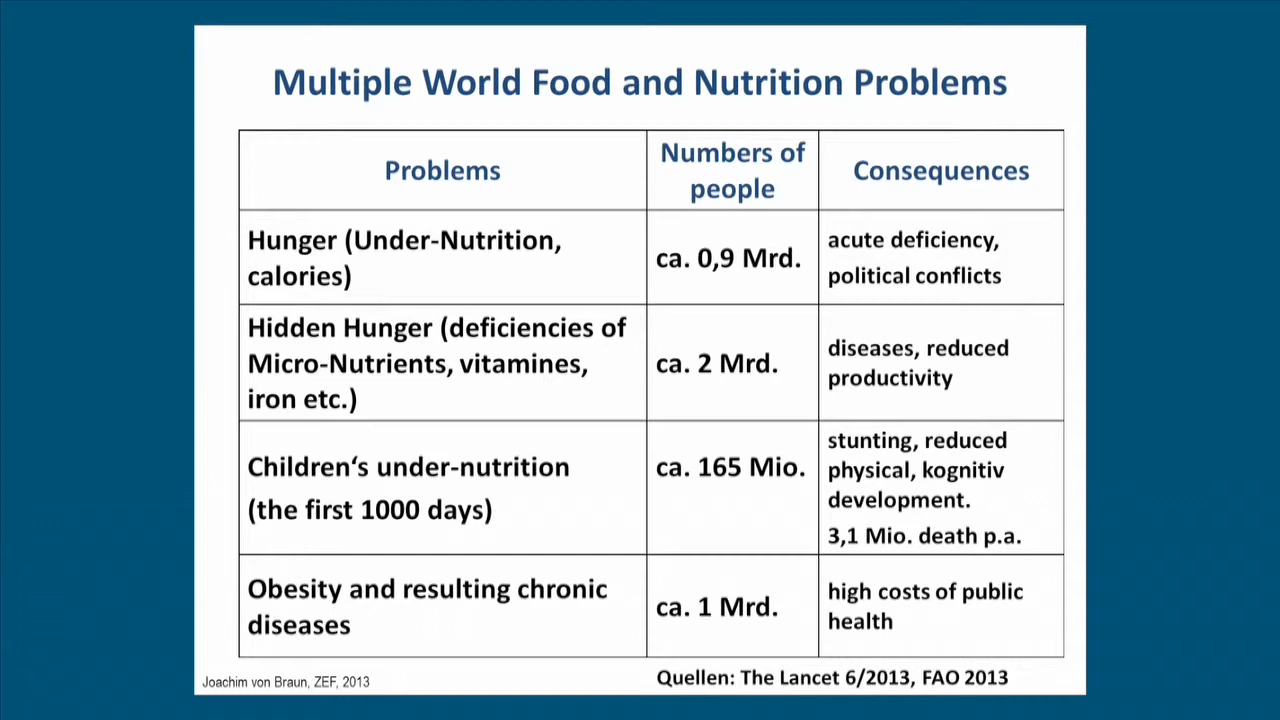 Multiple World Food and Nutrition Problems
Problems
Numbers of
people
Consequences
Hunger (Under-Nutrition,
calories)
ca. 0,9 Mrd.
acute deficiency,
political conflicts
Hidden Hunger (deficiencies of
Micro-Nutrients, vitamines,
iron etc.)
ca. 2 Mrd.
diseases, reduced
productivity
Children‘s under-nutrition
(the first 1000 days)
ca. 165 Mio.
stunting, reduced
physical, kognitiv
development.
3,1 Mio. death p.a.
Obesity and resulting chronic
diseases
ca. 1 Mrd.
high costs of public
health
Joachim von Braun, ZEF, 2013
Quellen: The Lancet 6/2013, FAO 2013